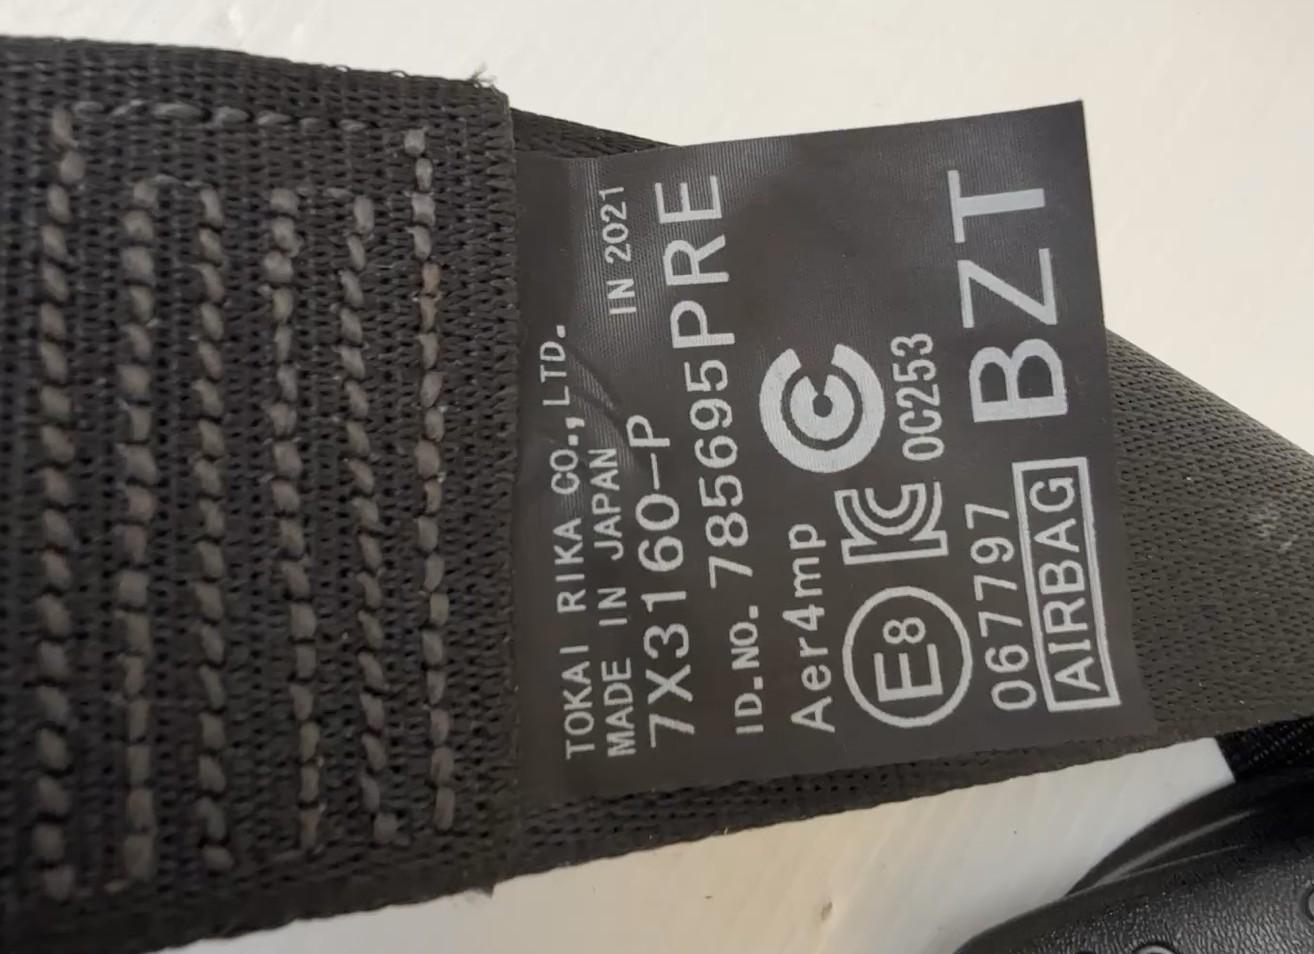 TOKAI RIKA CO.,LTD.
MADE IN JAPAN IN 2021
7X3160-P
ID.NO. 785695PRE
Aer4mp
E8 0C253
067797 BZT
AIRBAG